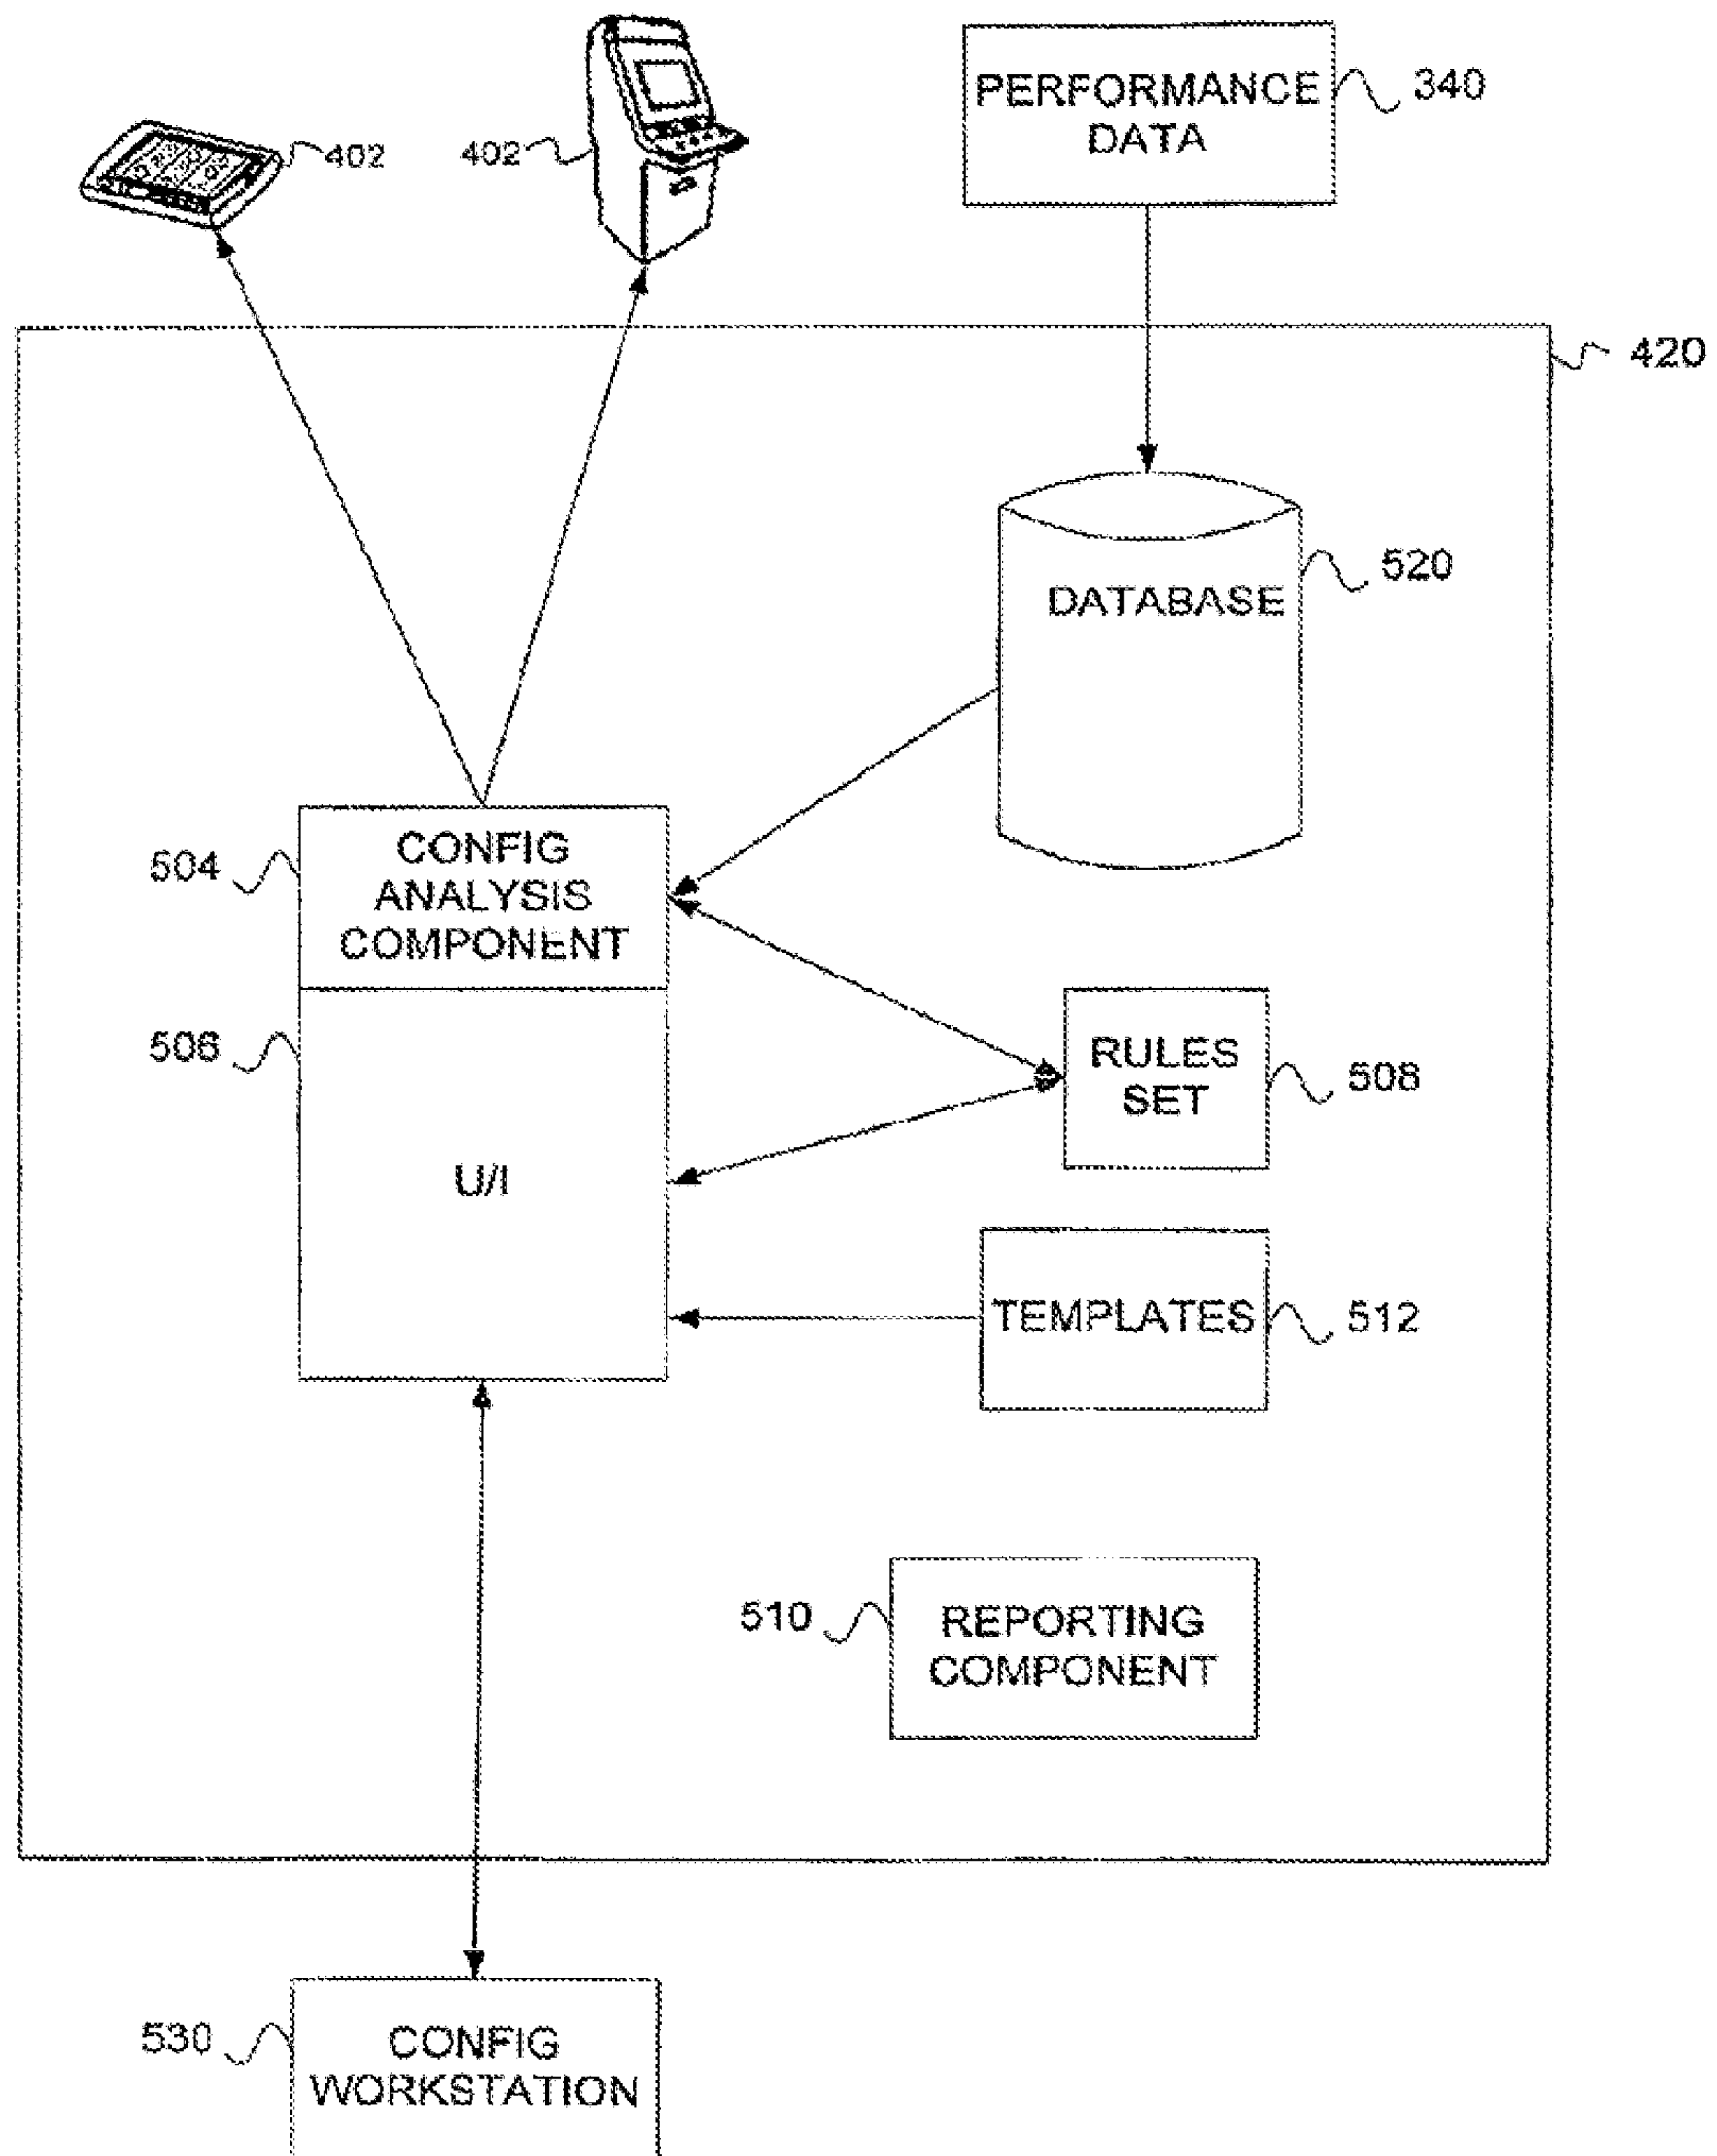 402
402
PERFORMANCE
DATA
340
420
DATABASE
520
504
CONFIG
ANALYSIS
COMPONENT
506
U/I
RULES
SET
508
TEMPLATES
512
510
REPORTING
COMPONENT
530
CONFIG
WORKSTATION